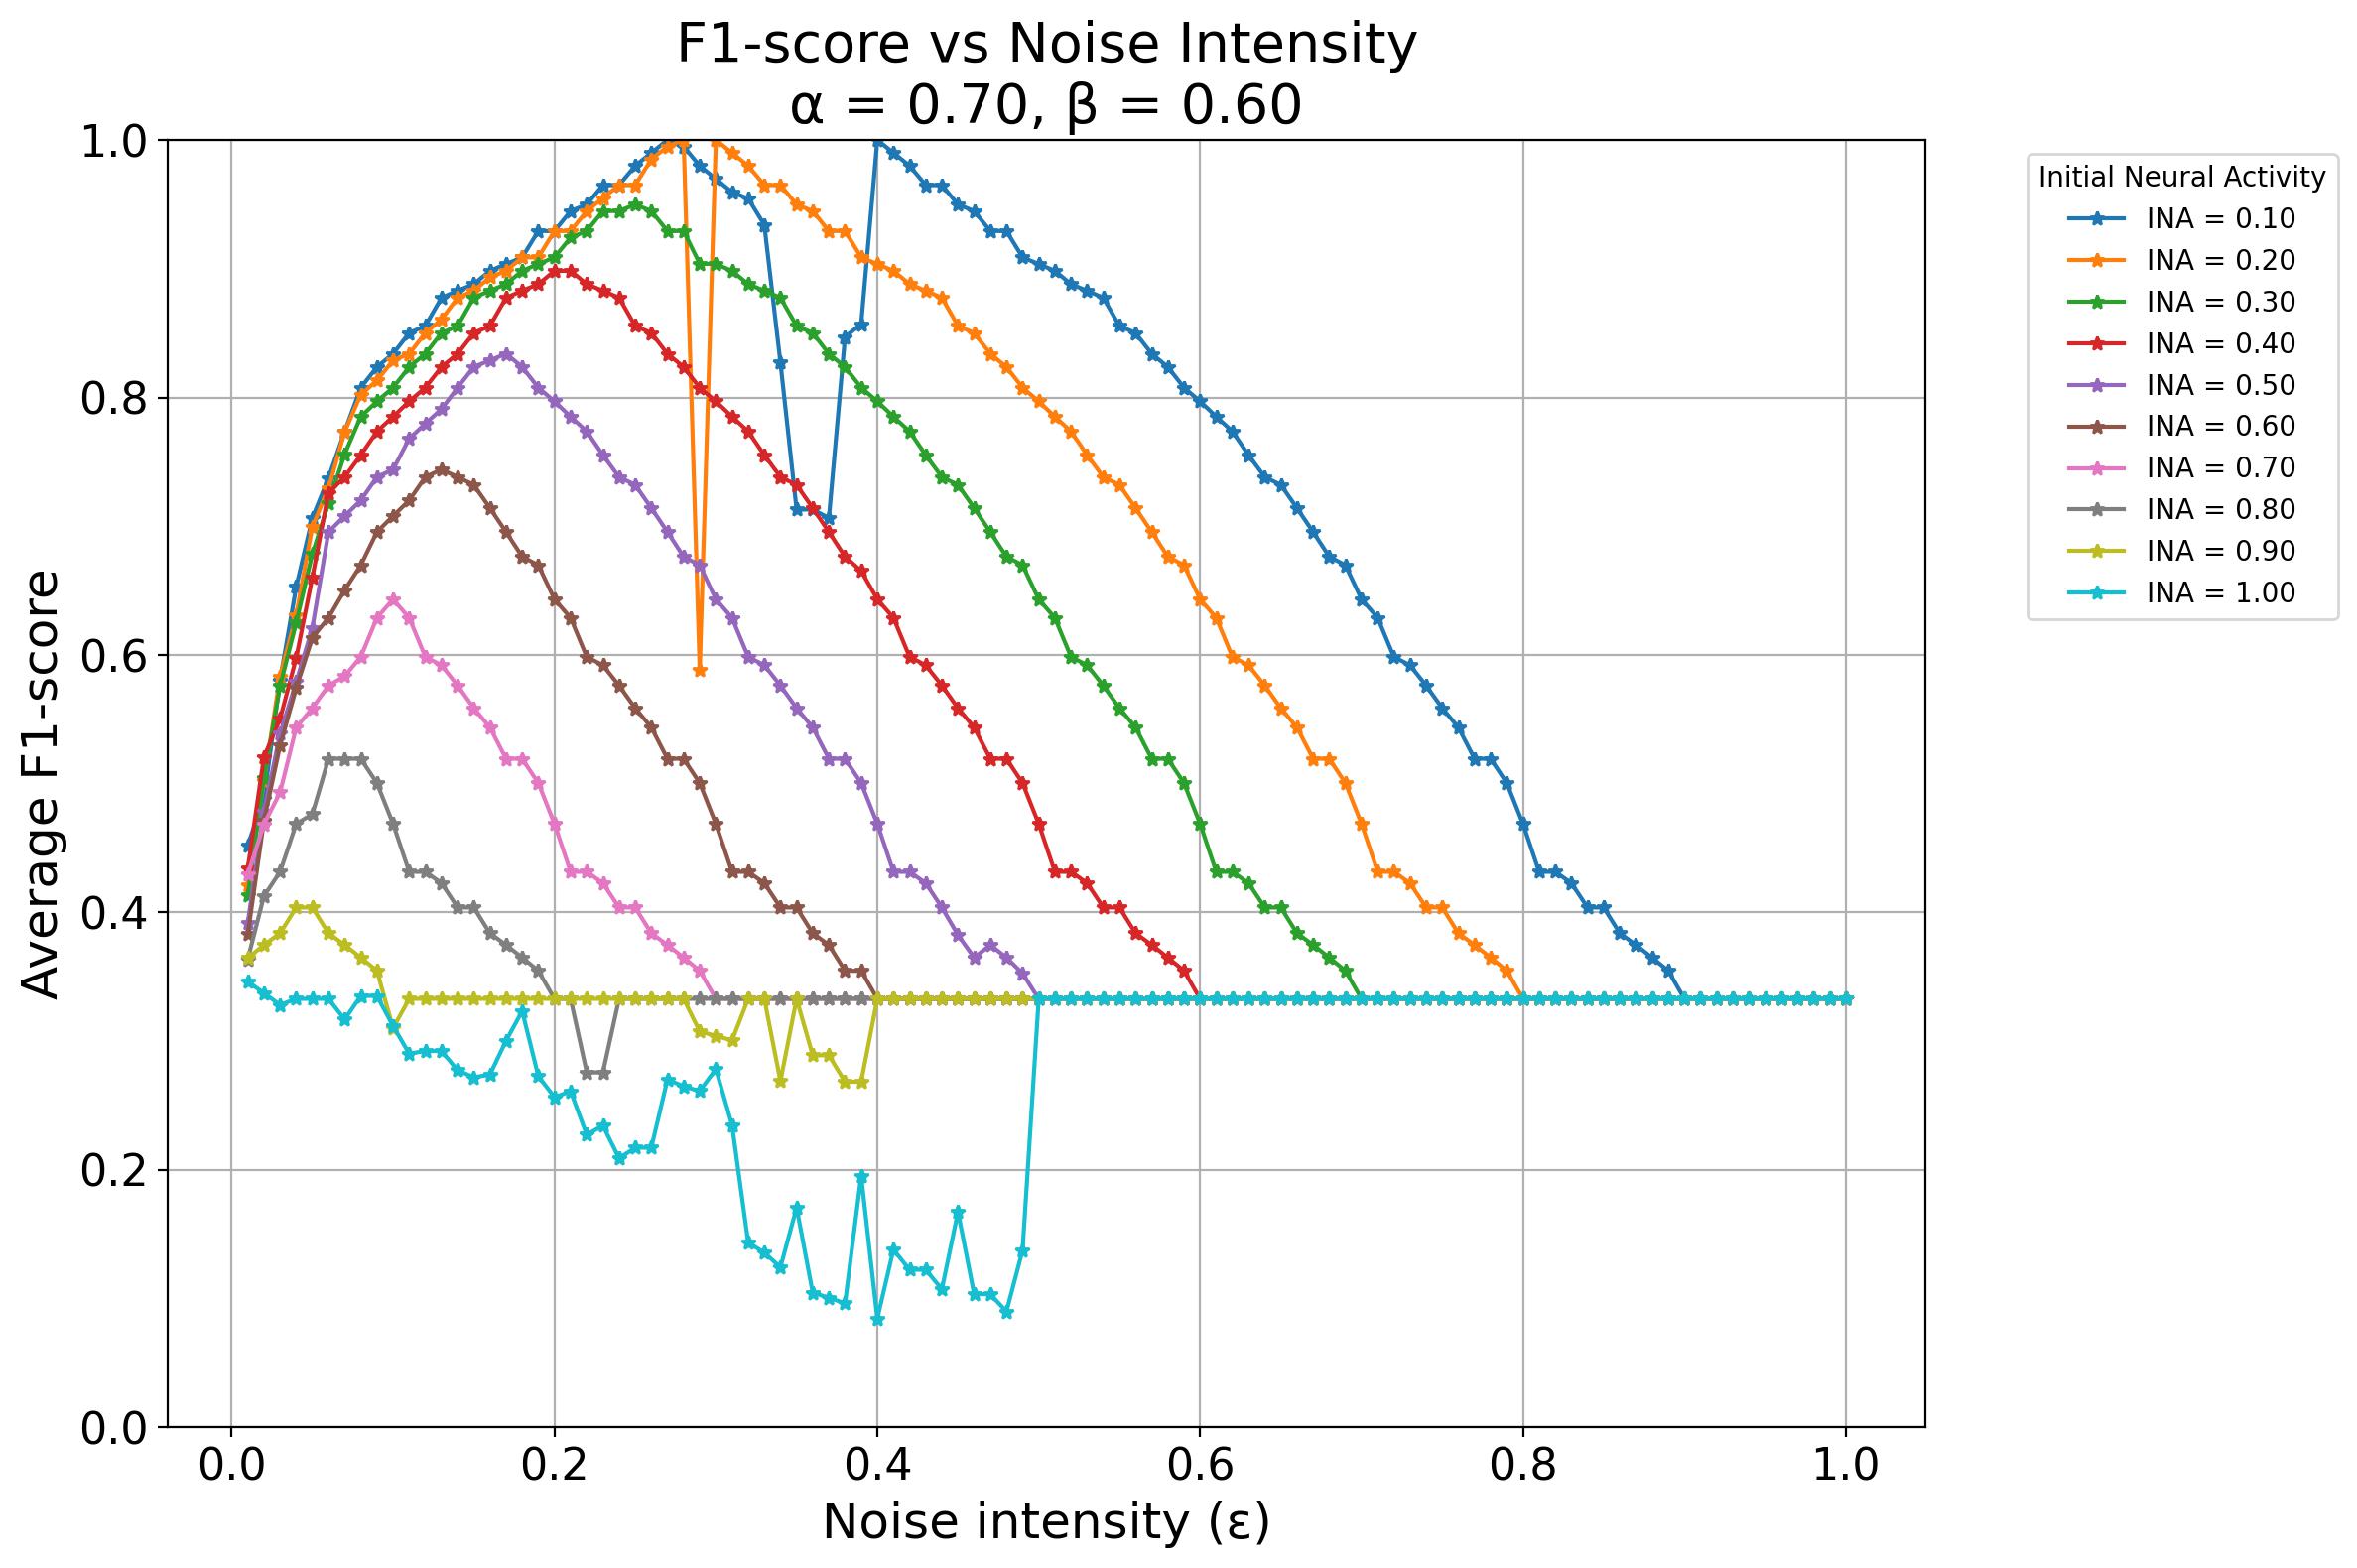 F1-score vs Noise Intensity
α = 0.70, β = 0.60
1.0
0.8
0.6
0.4
0.2
0.0
Average F1-score
0.0
0.2
0.4
0.6
0.8
1.0
Noise intensity (ε)
Initial Neural Activity
INA = 0.10
INA = 0.20
INA = 0.30
INA = 0.40
INA = 0.50
INA = 0.60
INA = 0.70
INA = 0.80
INA = 0.90
INA = 1.00